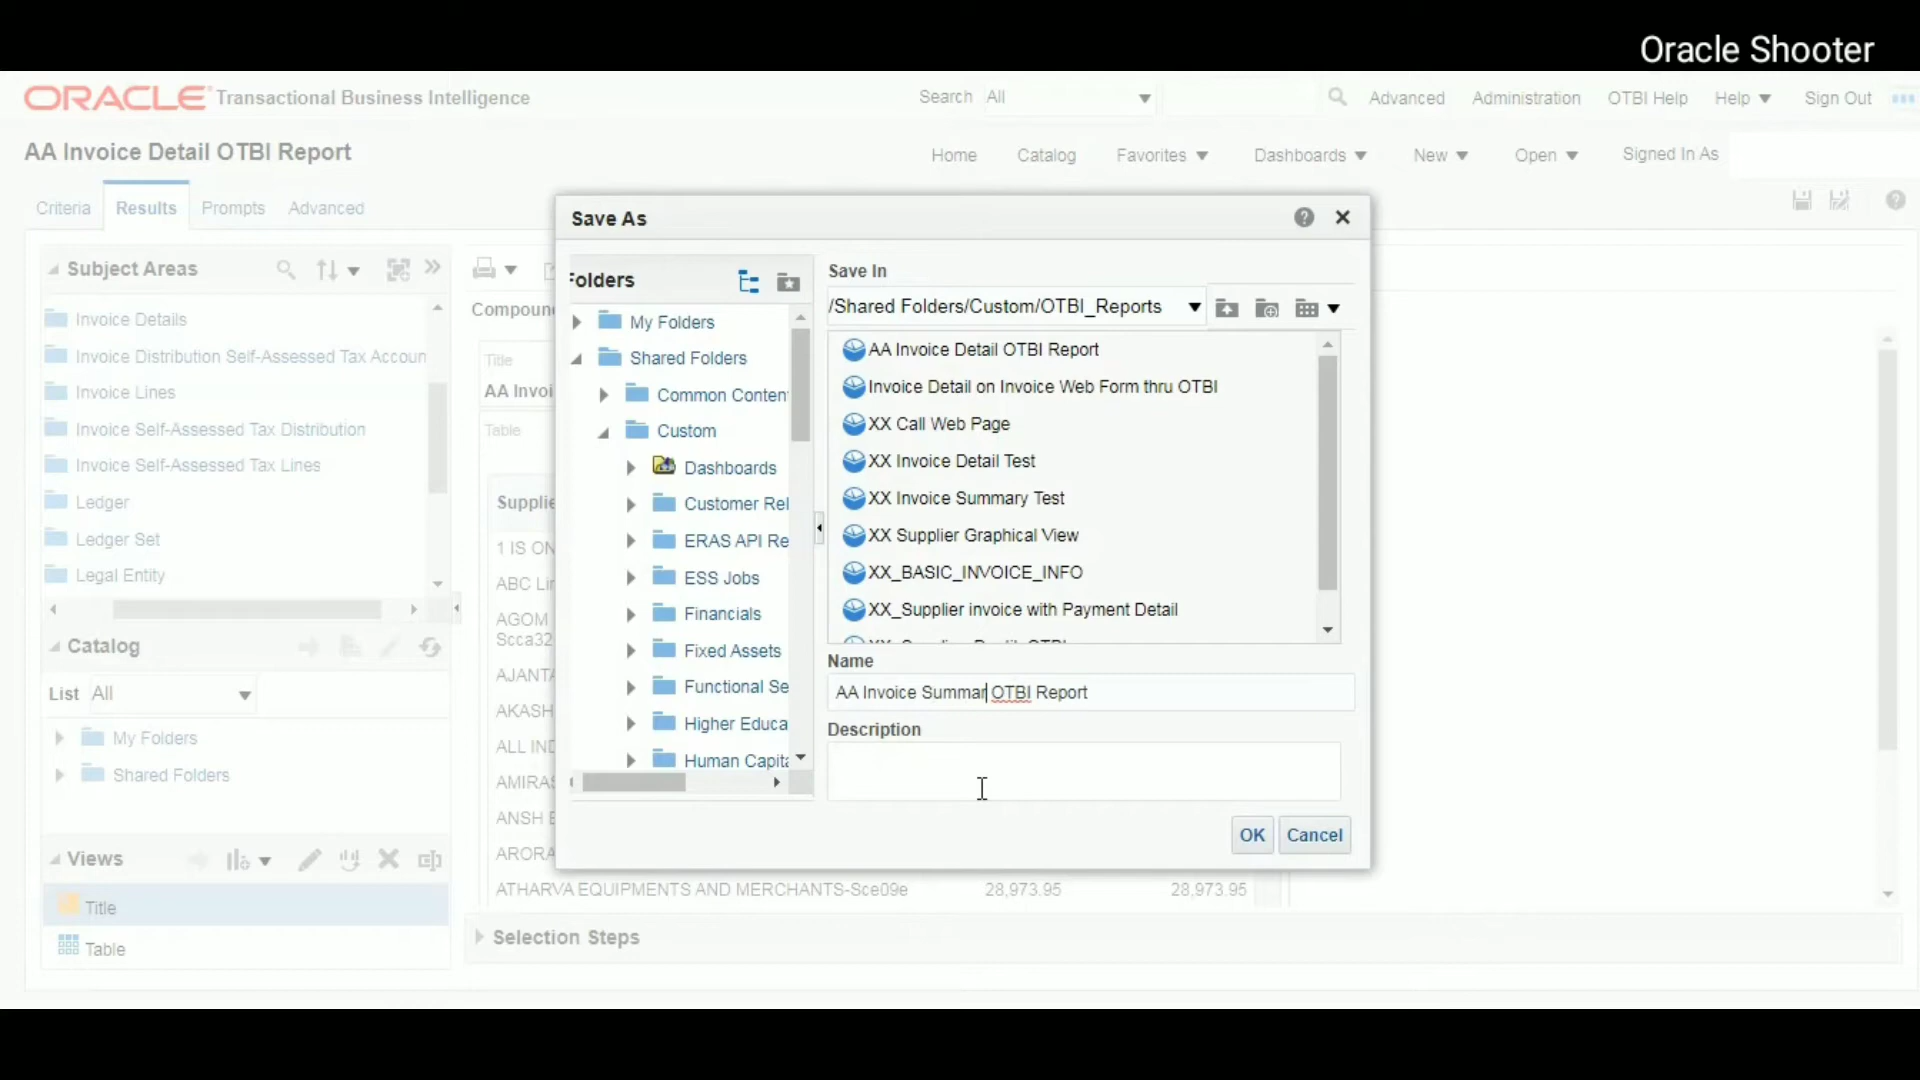 Oracle Shooter
ORACLE Transactional Business Intelligence
Search All
Advanced
Administration
OTBI Help
Help
Sign Out
AA Invoice Detail OTBI Report
Home
Catalog
Favorites
Dashboards
New
Open
Signed In As
Criteria
Results
Prompts
Advanced
Subject Areas
Invoice Details
Invoice Distribution Self-Assessed Tax Accoun
Invoice Lines
Invoice Self-Assessed Tax Distribution
Invoice Self-Assessed Tax Lines
Ledger
Ledger Set
Legal Entity
Catalog
List All
My Folders
Shared Folders
Views
Title
Table
Compoun
Title
AA Invoi
Table
Supplie
1 IS ON
ABC Li
AGOM
Scca32
AJANTA
AKASH
ALL IND
AMIRAS
ANSH E
ARORA
ATHARVA EQUIPMENTS AND MERCHANTS-Sce09e 28,973.95 28,973.95
Selection Steps
Save As
Folders
My Folders
Shared Folders
Common Conten
Custom
Dashboards
Customer Rel
ERAS API Re
ESS Jobs
Financials
Fixed Assets
Functional Se
Higher Educa
Human Capita
Save In
/Shared Folders/Custom/OTBI_Reports
AA Invoice Detail OTBI Report
Invoice Detail on Invoice Web Form thru OTBI
XX Call Web Page
XX Invoice Detail Test
XX Invoice Summary Test
XX Supplier Graphical View
XX_BASIC_INVOICE_INFO
XX_Supplier invoice with Payment Detail
Name
AA Invoice Summar OTBI Report
Description
OK
Cancel